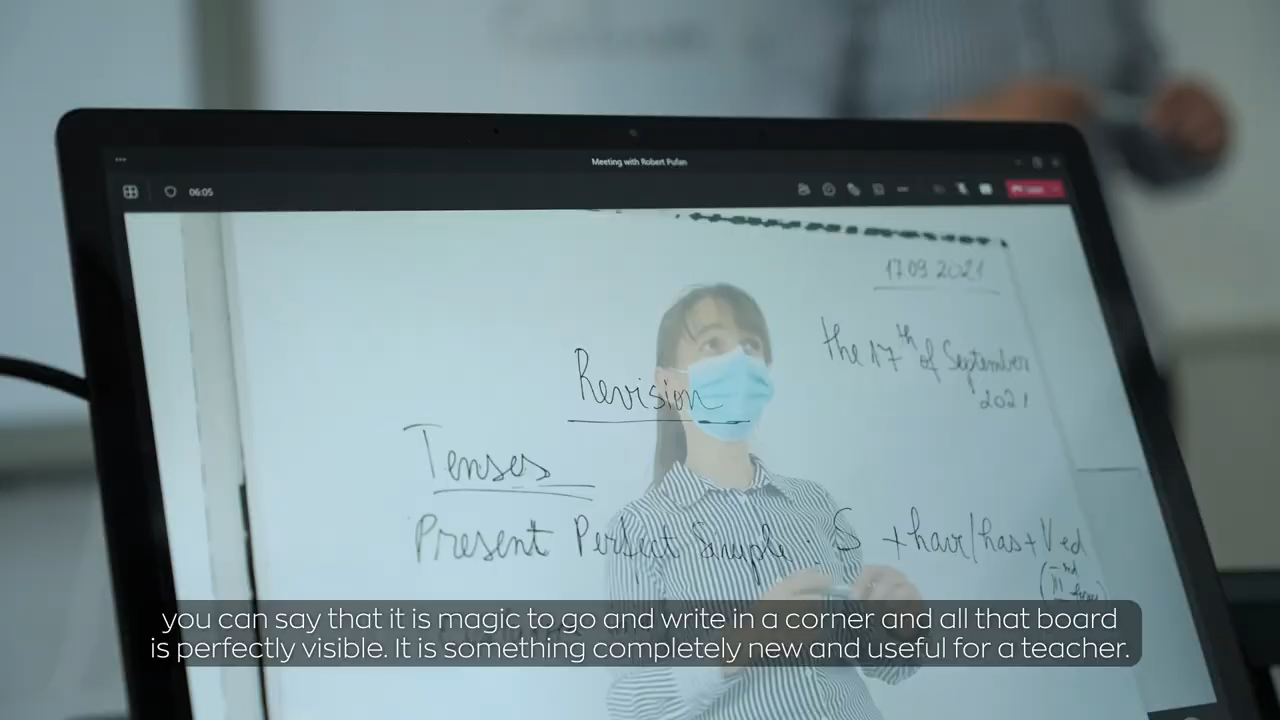 Meeting with Robert Pufan
06:05
17.09.2021
the 17th of September
2021
Revision
Tenses
Present Perfect Simple: S + have/has + V ed
you can say that it is magic to go and write in a corner and all that board
is perfectly visible. It is something completely new and useful for a teacher.